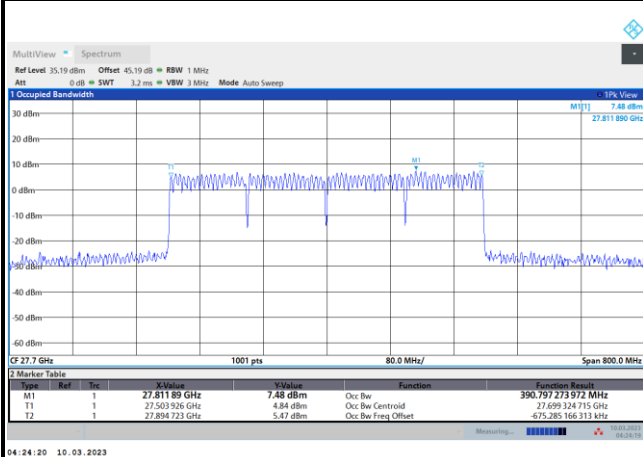 MultiView Spectrum
Ref Level 35.19 dBm Offset 45.19 dB RBW 1 MHz
Att 0 dB SWT 3.2 ms VBW 3 MHz Mode Auto Sweep
1 Occupied Bandwidth 1Pk View
M1[1] 7.48 dBm
27.811 890 GHz
30 dBm
20 dBm
T1 M1 T2
10 dBm
0 dBm
-10 dBm
-20 dBm
-30 dBm
-40 dBm
-50 dBm
-60 dBm
CF 27.7 GHz 1001 pts 80.0 MHz/ Span 800.0 MHz
2 Marker Table
Type Ref Trc X-Value Y-Value Function Function Result
M1 1 27.811 89 GHz 7.48 dBm Occ Bw 390.797 273 972 MHz
T1 1 27.503 926 GHz 4.84 dBm Occ Bw Centroid 27.699 324 715 GHz
T2 1 27.894 723 GHz 5.47 dBm Occ Bw Freq Offset -675.285 166 313 kHz
Measuring... 10.03.2023
04:24:19
04:24:20 10.03.2023